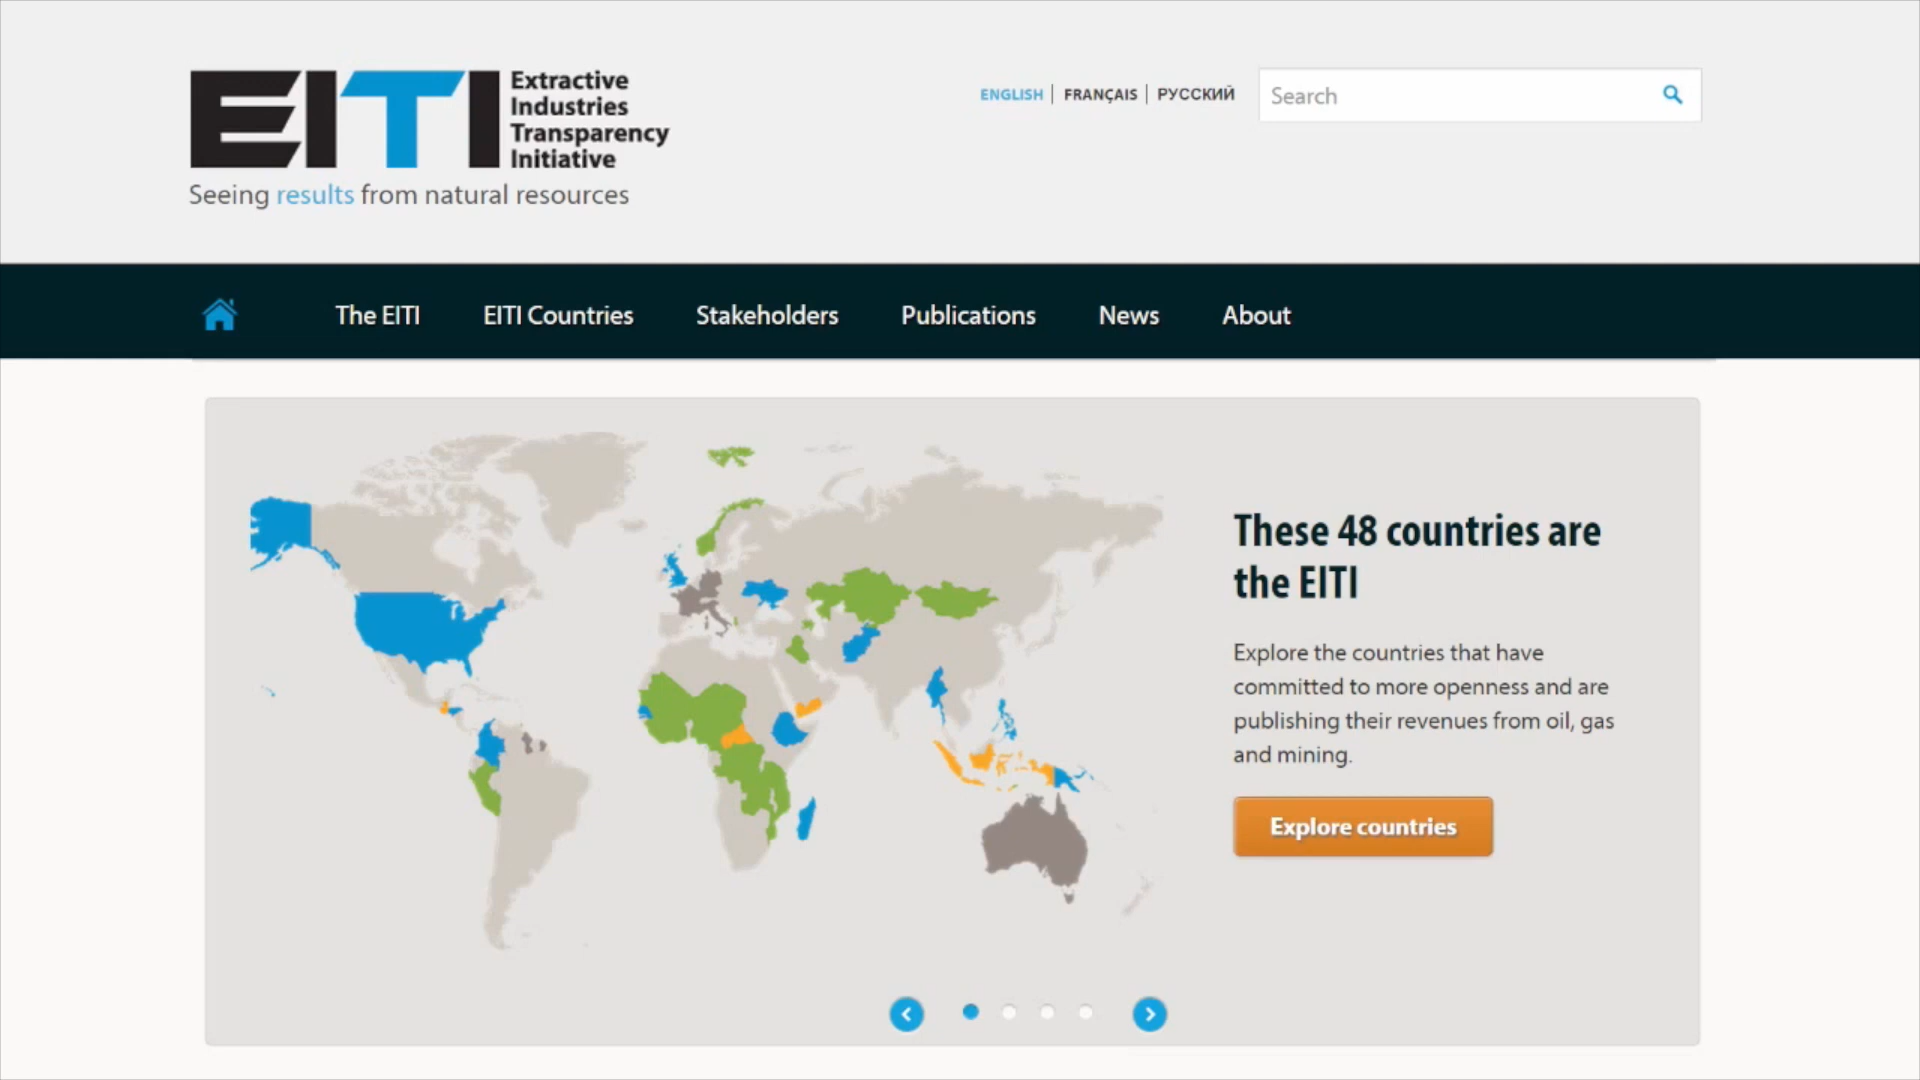 EITI
Extractive
Industries
Transparency
Initiative
Seeing results from natural resources
ENGLISH | FRANÇAIS | РУССКИЙ
Search
The EITI
EITI Countries
Stakeholders
Publications
News
About
These 48 countries are
the EITI
Explore the countries that have
committed to more openness and are
publishing their revenues from oil, gas
and mining.
Explore countries